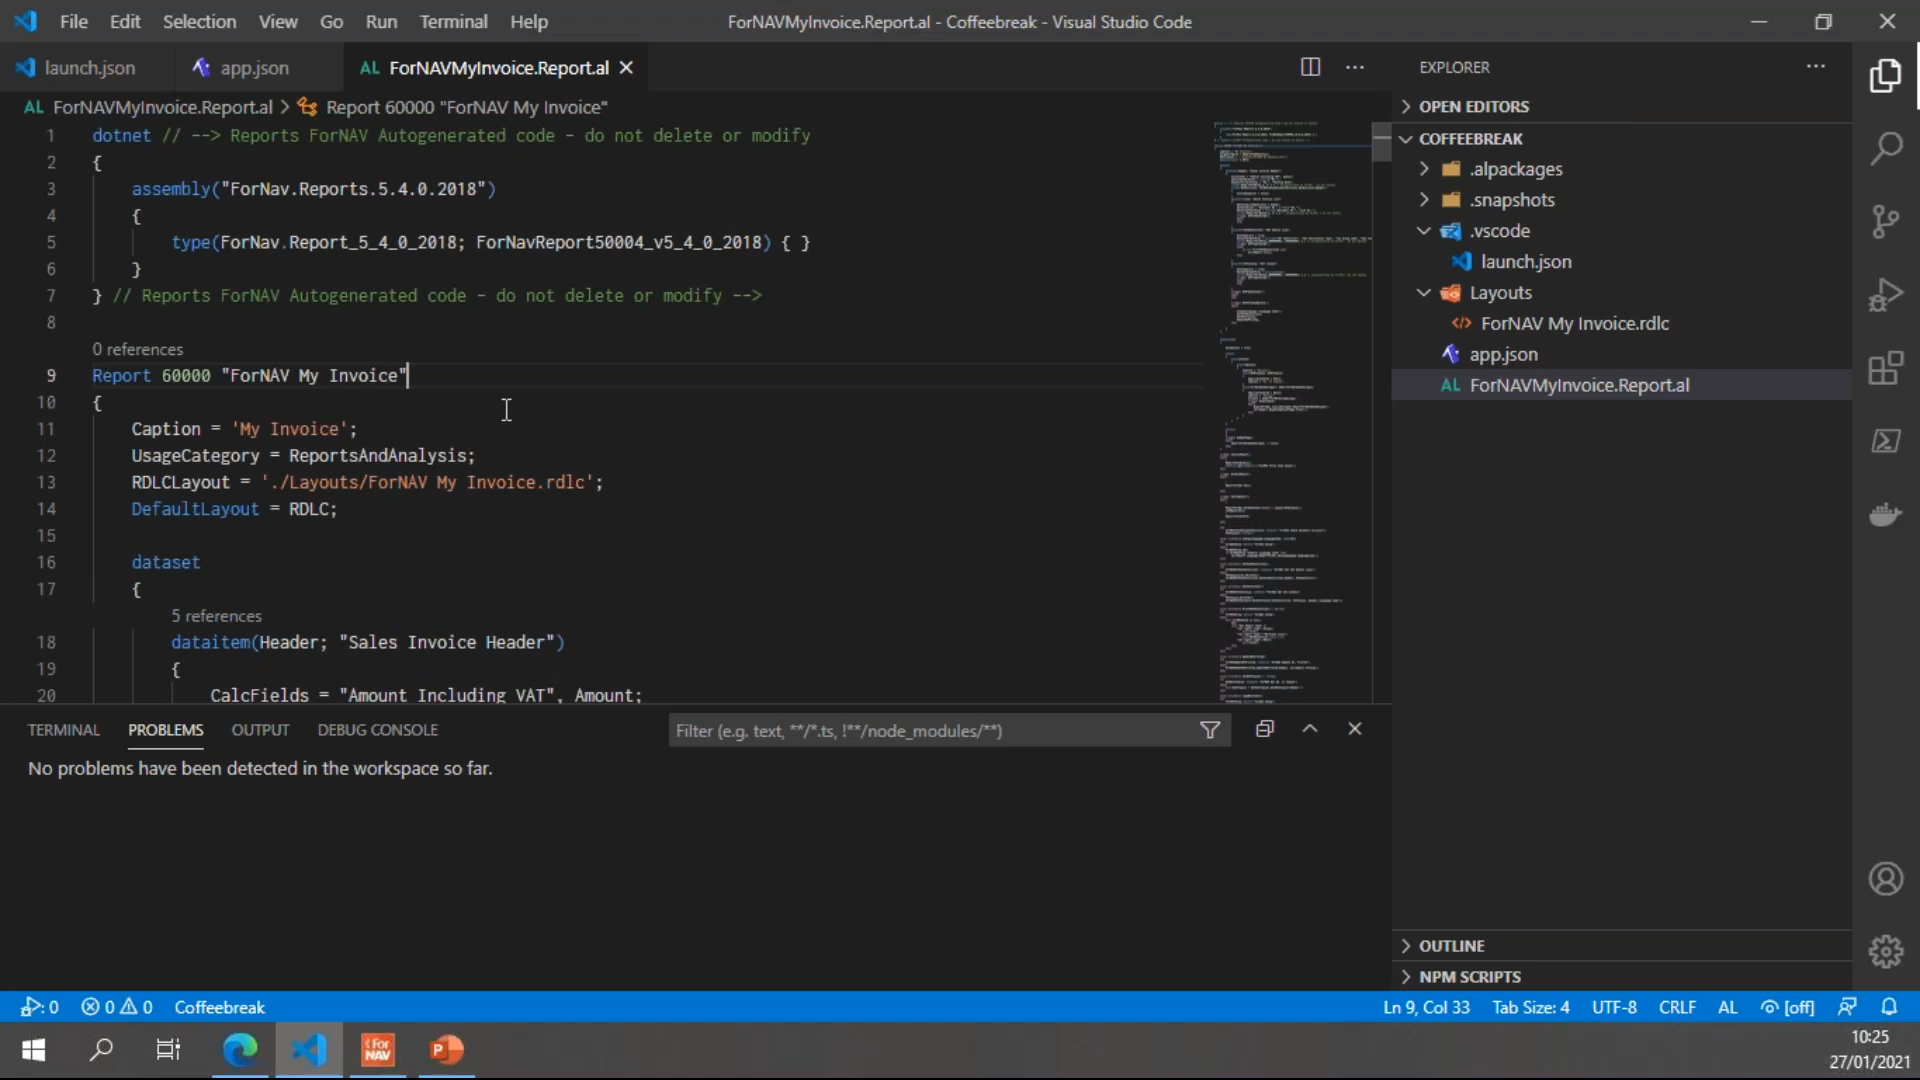 File Edit Selection View Go Run Terminal Help
ForNAVMyInvoice.Report.al - Coffeebreak - Visual Studio Code
launch.json
app.json
AL ForNAVMyInvoice.Report.al
EXPLORER
AL ForNAVMyInvoice.Report.al > Report 60000 "ForNAV My Invoice"
1 dotnet // --> Reports ForNAV Autogenerated code - do not delete or modify
2 {
3 assembly("ForNav.Reports.5.4.0.2018")
4 {
5 type(ForNav.Report_5_4_0_2018; ForNavReport50004_v5_4_0_2018) { }
6 }
7 } // Reports ForNAV Autogenerated code - do not delete or modify -->
8
0 references
9 Report 60000 "ForNAV My Invoice"
10 {
11 Caption = 'My Invoice';
12 UsageCategory = ReportsAndAnalysis;
13 RDLCLayout = './Layouts/ForNAV My Invoice.rdlc';
14 DefaultLayout = RDLC;
15
16 dataset
17 {
5 references
18 dataitem(Header; "Sales Invoice Header")
19 {
20 CalcFields = "Amount Including VAT", Amount;
OPEN EDITORS
COFFEEBREAK
.alpackages
.snapshots
.vscode
launch.json
Layouts
ForNAV My Invoice.rdlc
app.json
AL ForNAVMyInvoice.Report.al
OUTLINE
NPM SCRIPTS
TERMINAL PROBLEMS OUTPUT DEBUG CONSOLE
Filter (e.g. text, **/*.ts, !**/node_modules/**)
No problems have been detected in the workspace so far.
: 0 0 0 Coffeebreak
Ln 9, Col 33 Tab Size: 4 UTF-8 CRLF AL [off]
For
NAV
P
10:25
27/01/2021